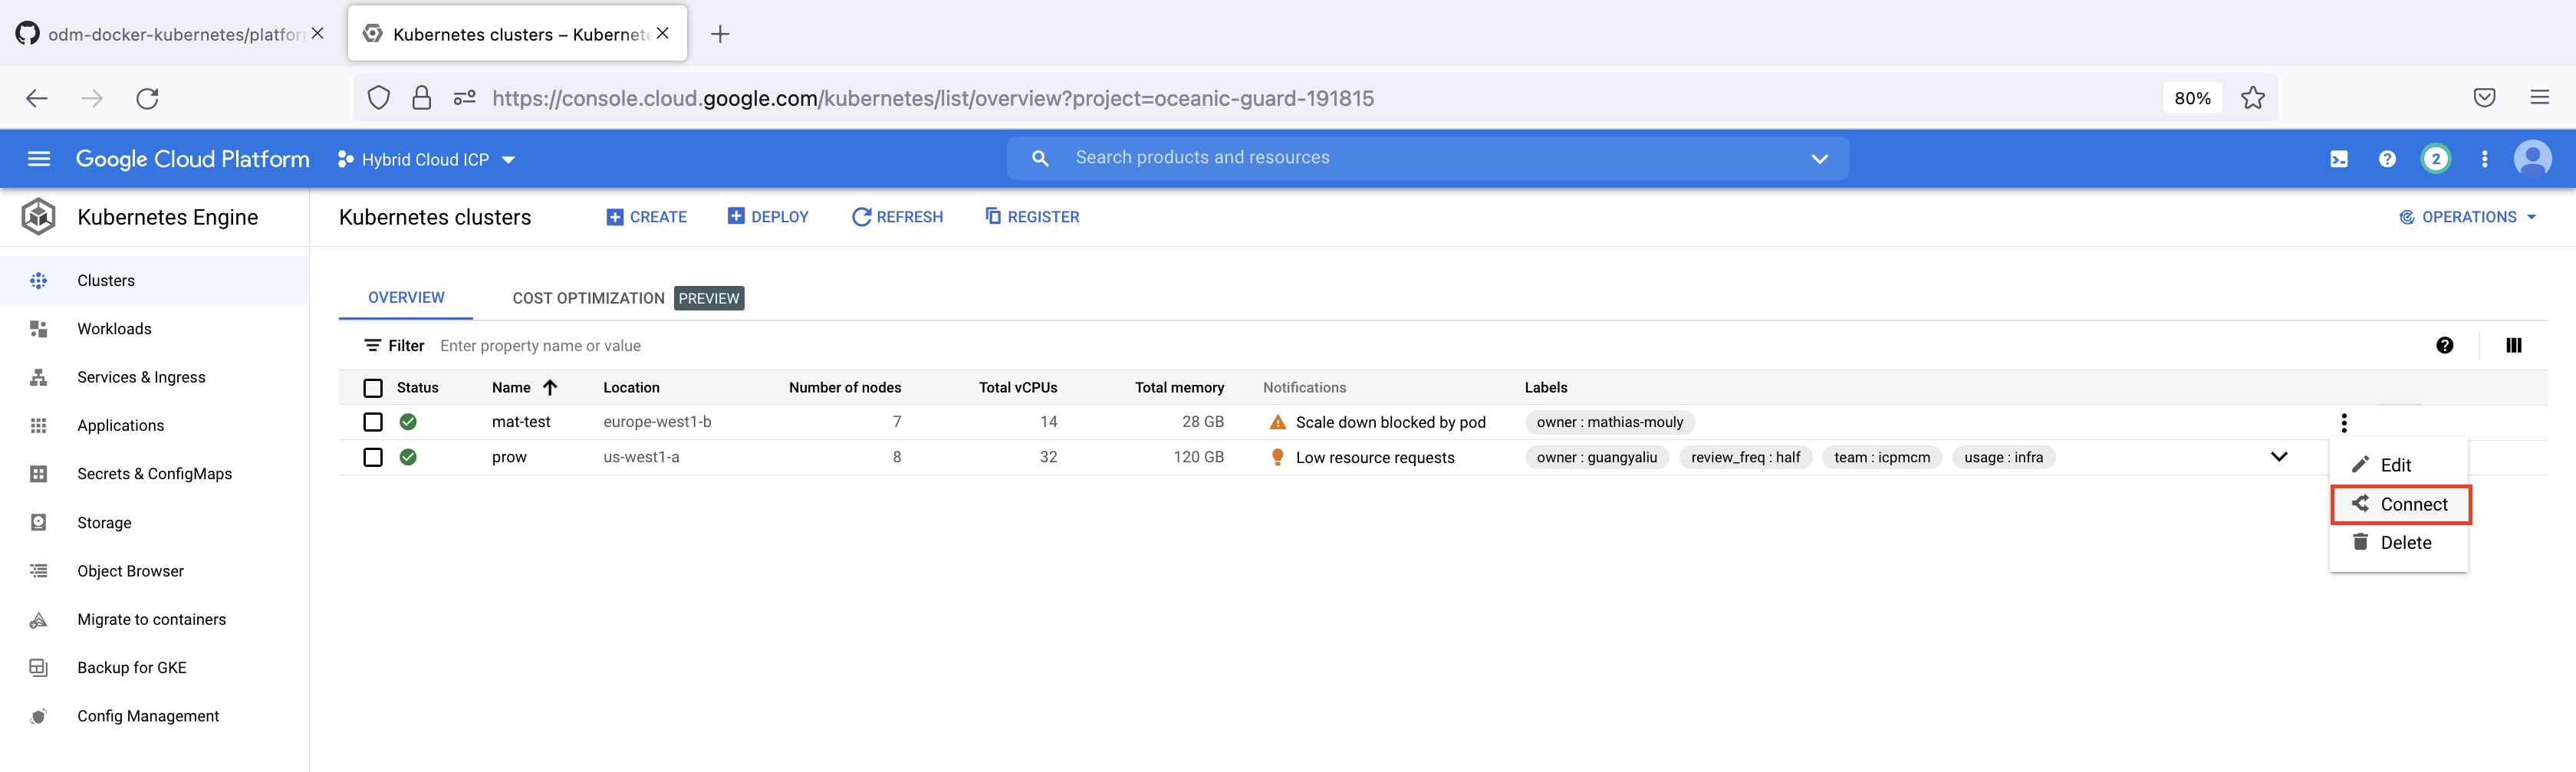 odm-docker-kubernetes/platfor
Kubernetes clusters – Kubernete
https://console.cloud.google.com/kubernetes/list/overview?project=oceanic-guard-191815
80%
Google Cloud Platform
Hybrid Cloud ICP
Search products and resources
2
Kubernetes Engine
Clusters
Workloads
Services & Ingress
Applications
Secrets & ConfigMaps
Storage
Object Browser
Migrate to containers
Backup for GKE
Config Management
Kubernetes clusters
CREATE
DEPLOY
REFRESH
REGISTER
OPERATIONS
OVERVIEW
COST OPTIMIZATION PREVIEW
Filter Enter property name or value
Status Name Location Number of nodes Total vCPUs Total memory Notifications Labels
mat-test europe-west1-b 7 14 28 GB Scale down blocked by pod owner : mathias-mouly
prow us-west1-a 8 32 120 GB Low resource requests owner : guangyaliu review_freq : half team : icpmcm usage : infra
Edit
Connect
Delete